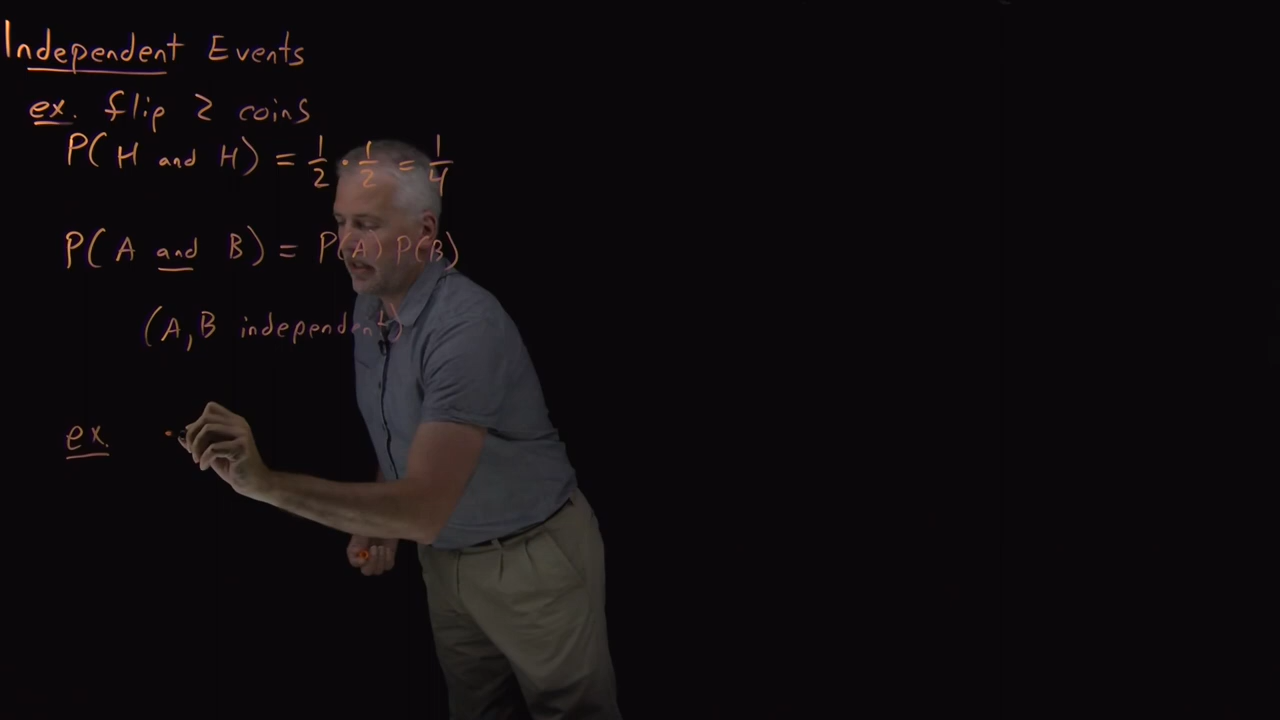 Independent Events
ex. flip 2 coins
P( H and H ) = 1/2 · 1/2 = 1/4
P( A and B ) = P(A) P(B)
(A,B independent)
ex.